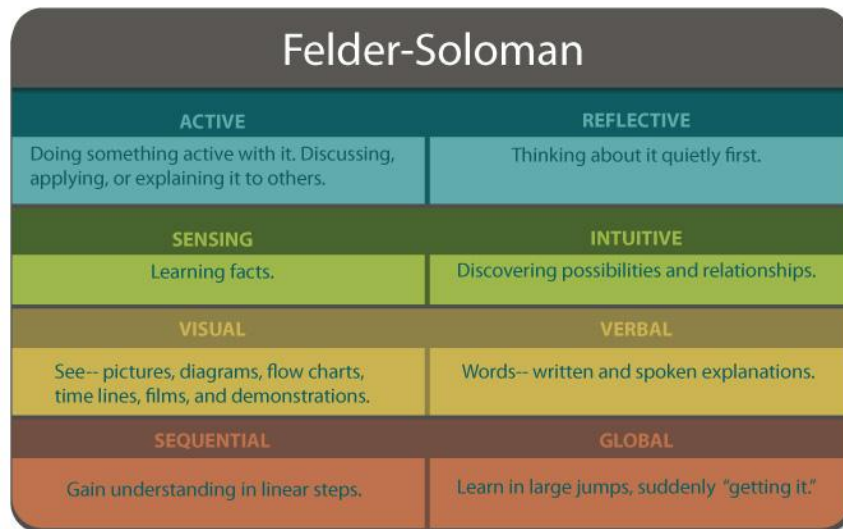 Felder-Soloman
ACTIVE
Doing something active with it. Discussing,
applying, or explaining it to others.
REFLECTIVE
Thinking about it quietly first.
SENSING
Learning facts.
INTUITIVE
Discovering possibilities and relationships.
VISUAL
See-- pictures, diagrams, flow charts,
time lines, films, and demonstrations.
VERBAL
Words-- written and spoken explanations.
SEQUENTIAL
Gain understanding in linear steps.
GLOBAL
Learn in large jumps, suddenly “getting it.”